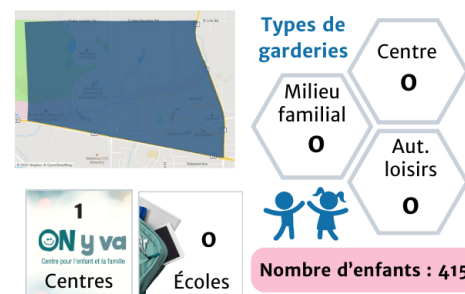 Types de
garderies
Centre
0
Milieu
familial
0
Aut.
loisirs
0
1
ON y va
Centre pour l'enfant et la famille
Centres
0
Écoles
Nombre d'enfants : 415